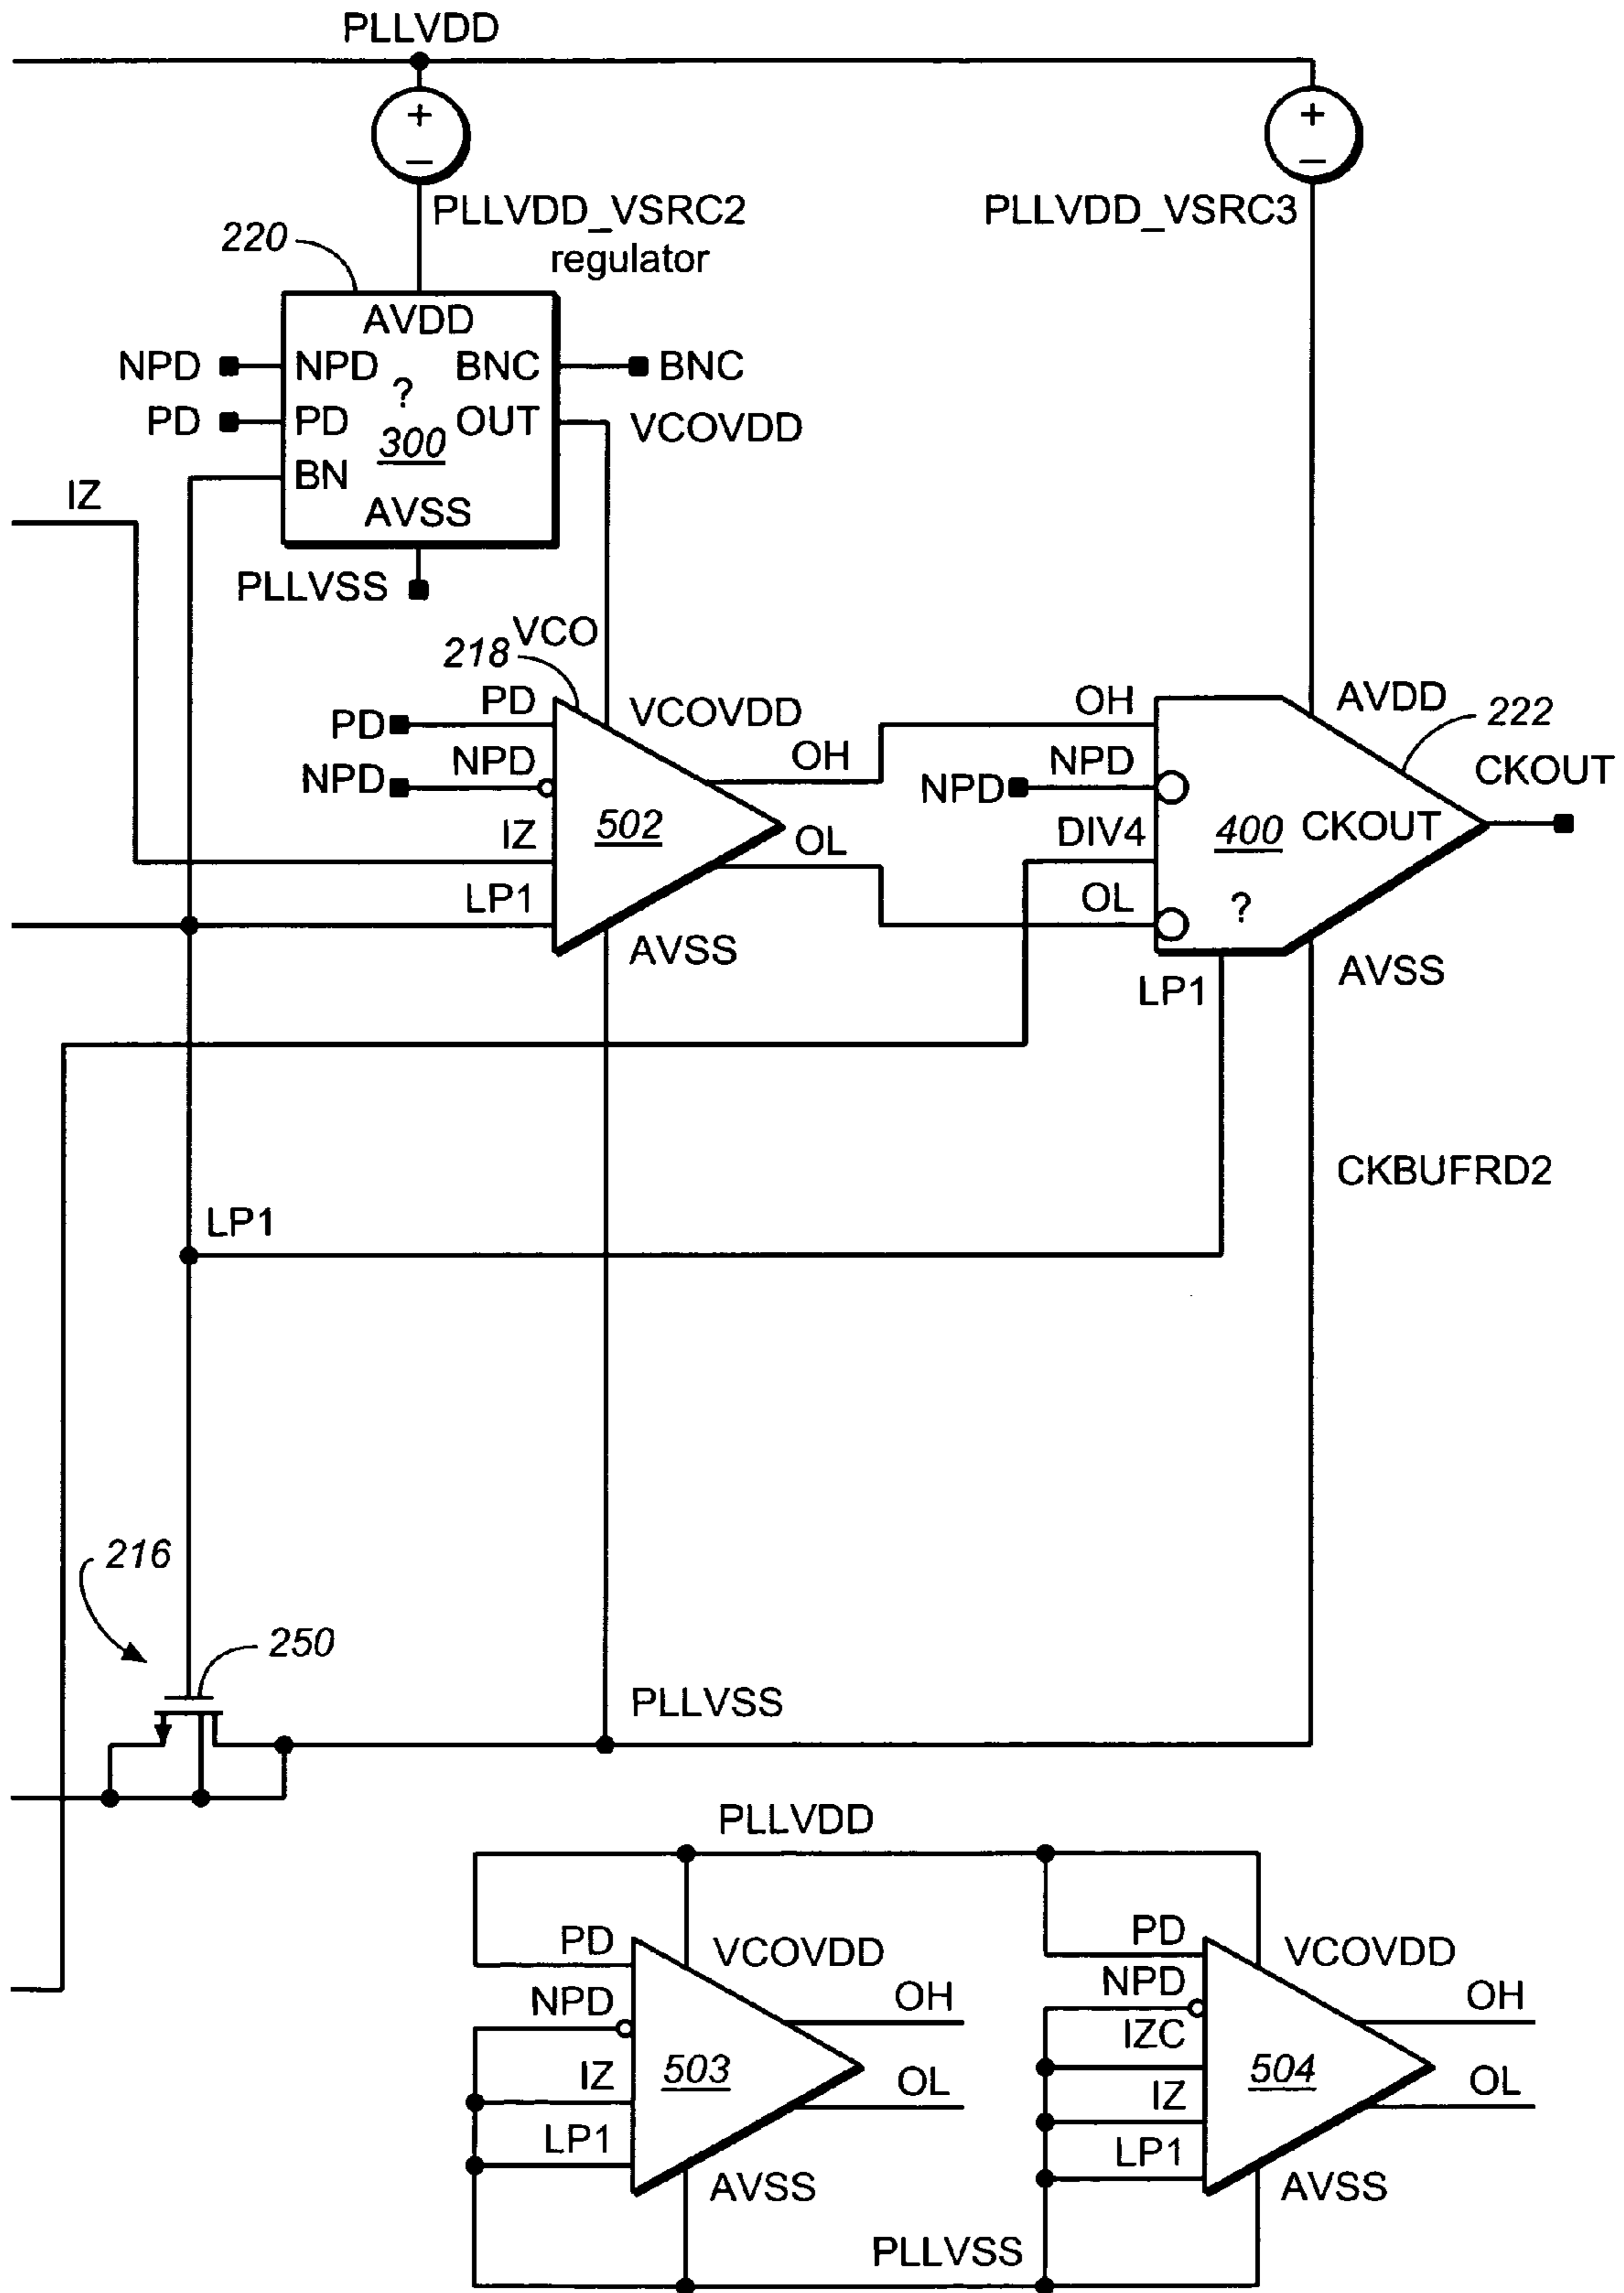 PLLVDD
+
−
+
−
PLLVDD_VSRC2
PLLVDD_VSRC3
220
regulator
AVDD
NPD
NPD
BNC
BNC
?
PD
PD
OUT
VCOVDD
300
BN
IZ
AVSS
PLLVSS
VCO
218
PD
PD
VCOVDD
OH
AVDD
222
NPD
NPD
OH
NPD
NPD
CKOUT
502
IZ
OL
DIV4
400
CKOUT
LP1
OL
?
AVSS
LP1
AVSS
CKBUFRD2
LP1
216
250
PLLVSS
PLLVDD
PD
VCOVDD
PD
VCOVDD
NPD
OH
NPD
OH
IZC
503
504
IZ
OL
IZ
OL
LP1
LP1
AVSS
AVSS
PLLVSS